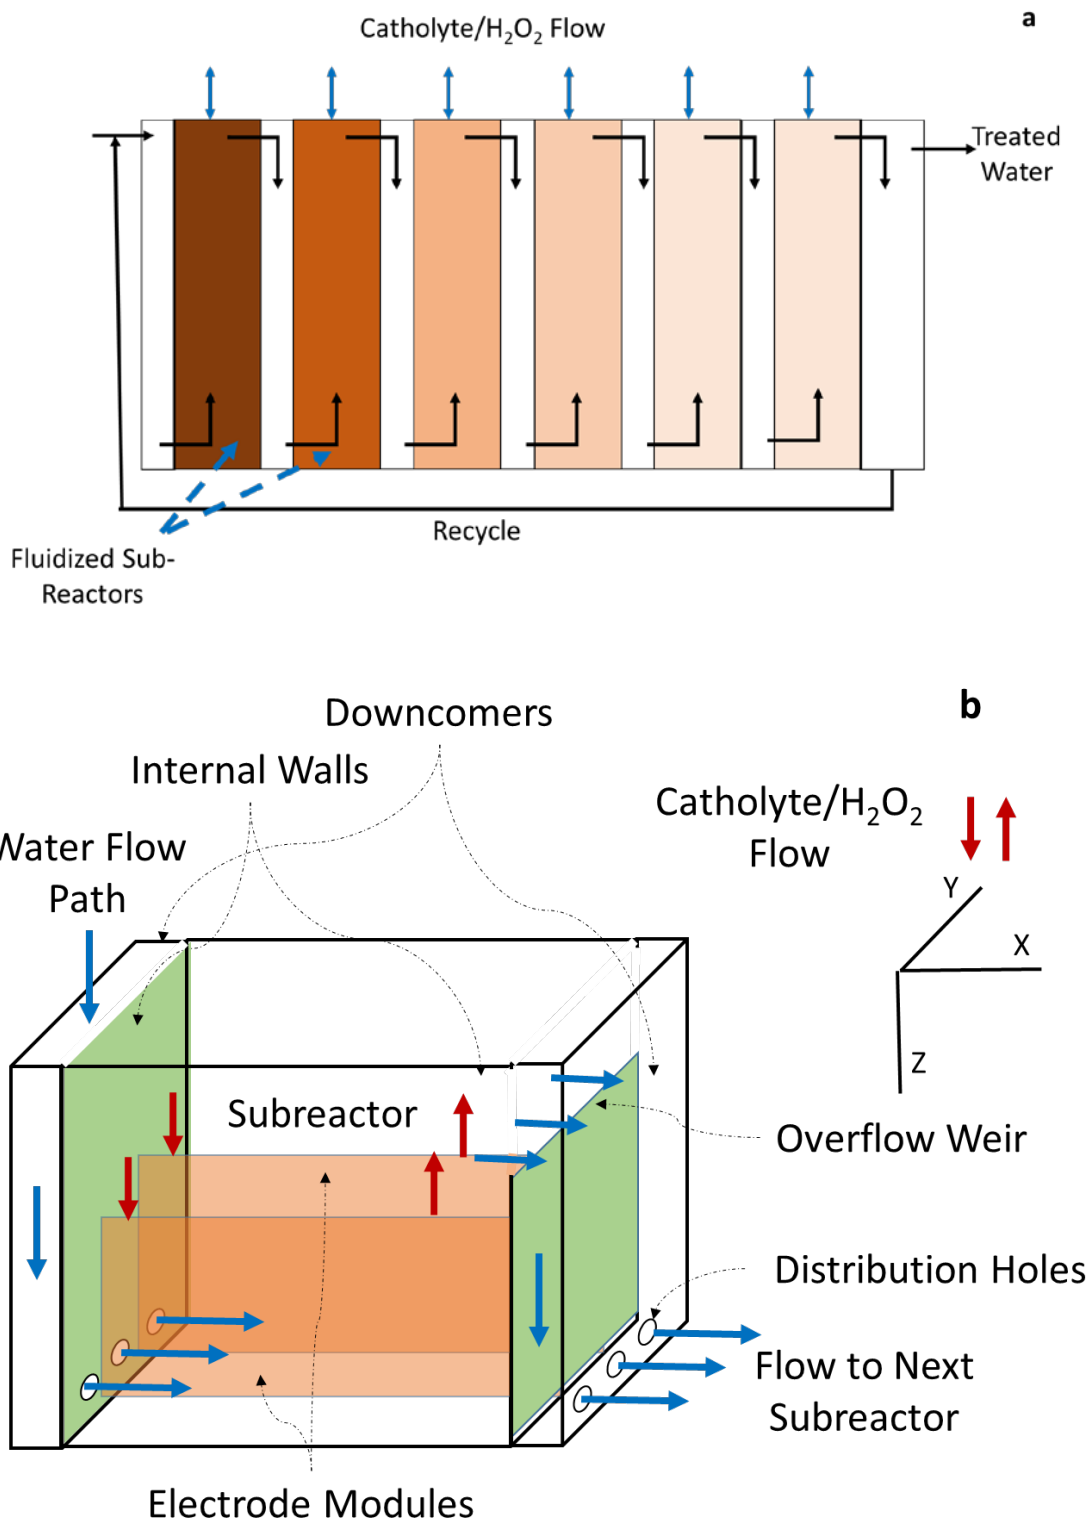 a
Catholyte/H₂O₂ Flow
Treated
Water
Recycle
Fluidized Sub-
Reactors
b
Downcomers
Internal Walls
Catholyte/H₂O₂
Flow
Water Flow
Path
Y
X
Z
Subreactor
Overflow Weir
Distribution Holes
Flow to Next
Subreactor
Electrode Modules